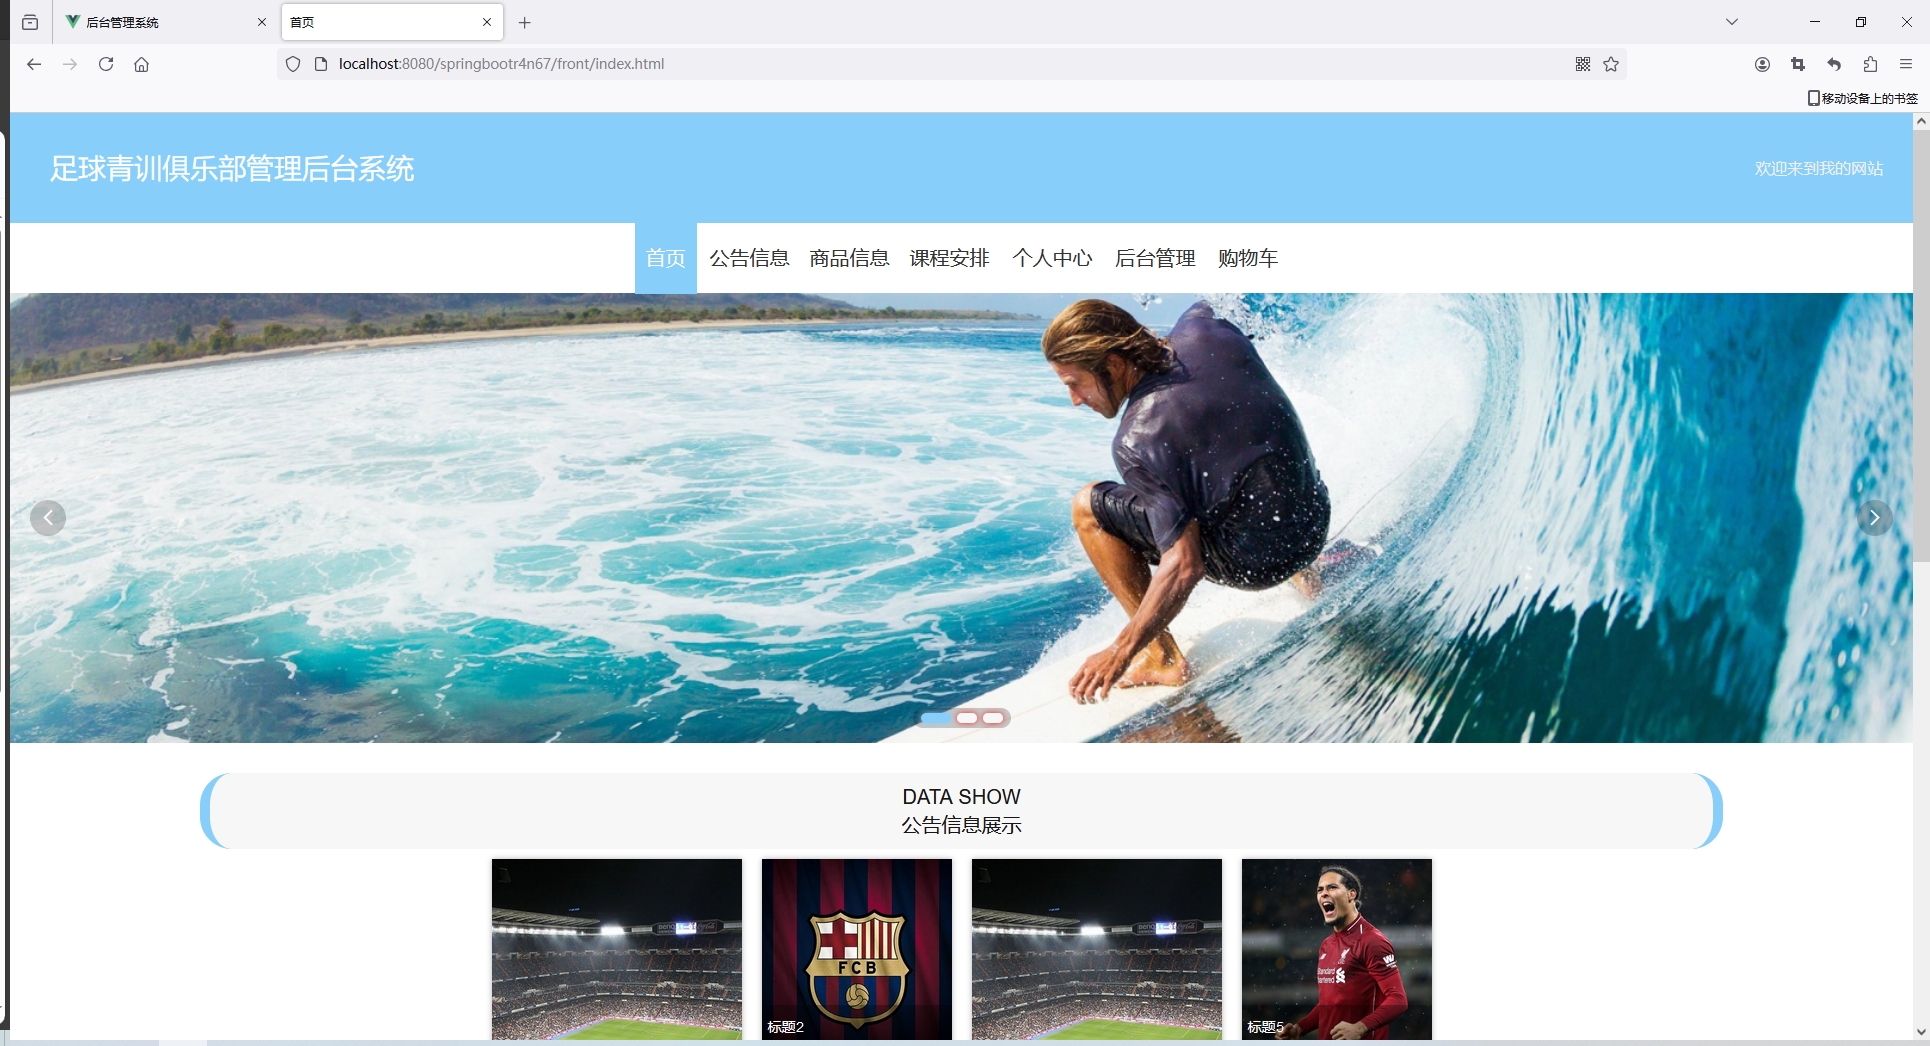 后台管理系统
首页
localhost:8080/springbootr4n67/front/index.html
移动设备上的书签
足球青训俱乐部管理后台系统
欢迎来到我的网站
首页 公告信息 商品信息 课程安排 个人中心 后台管理 购物车
DATA SHOW
公告信息展示
FCB
标题2
标题5